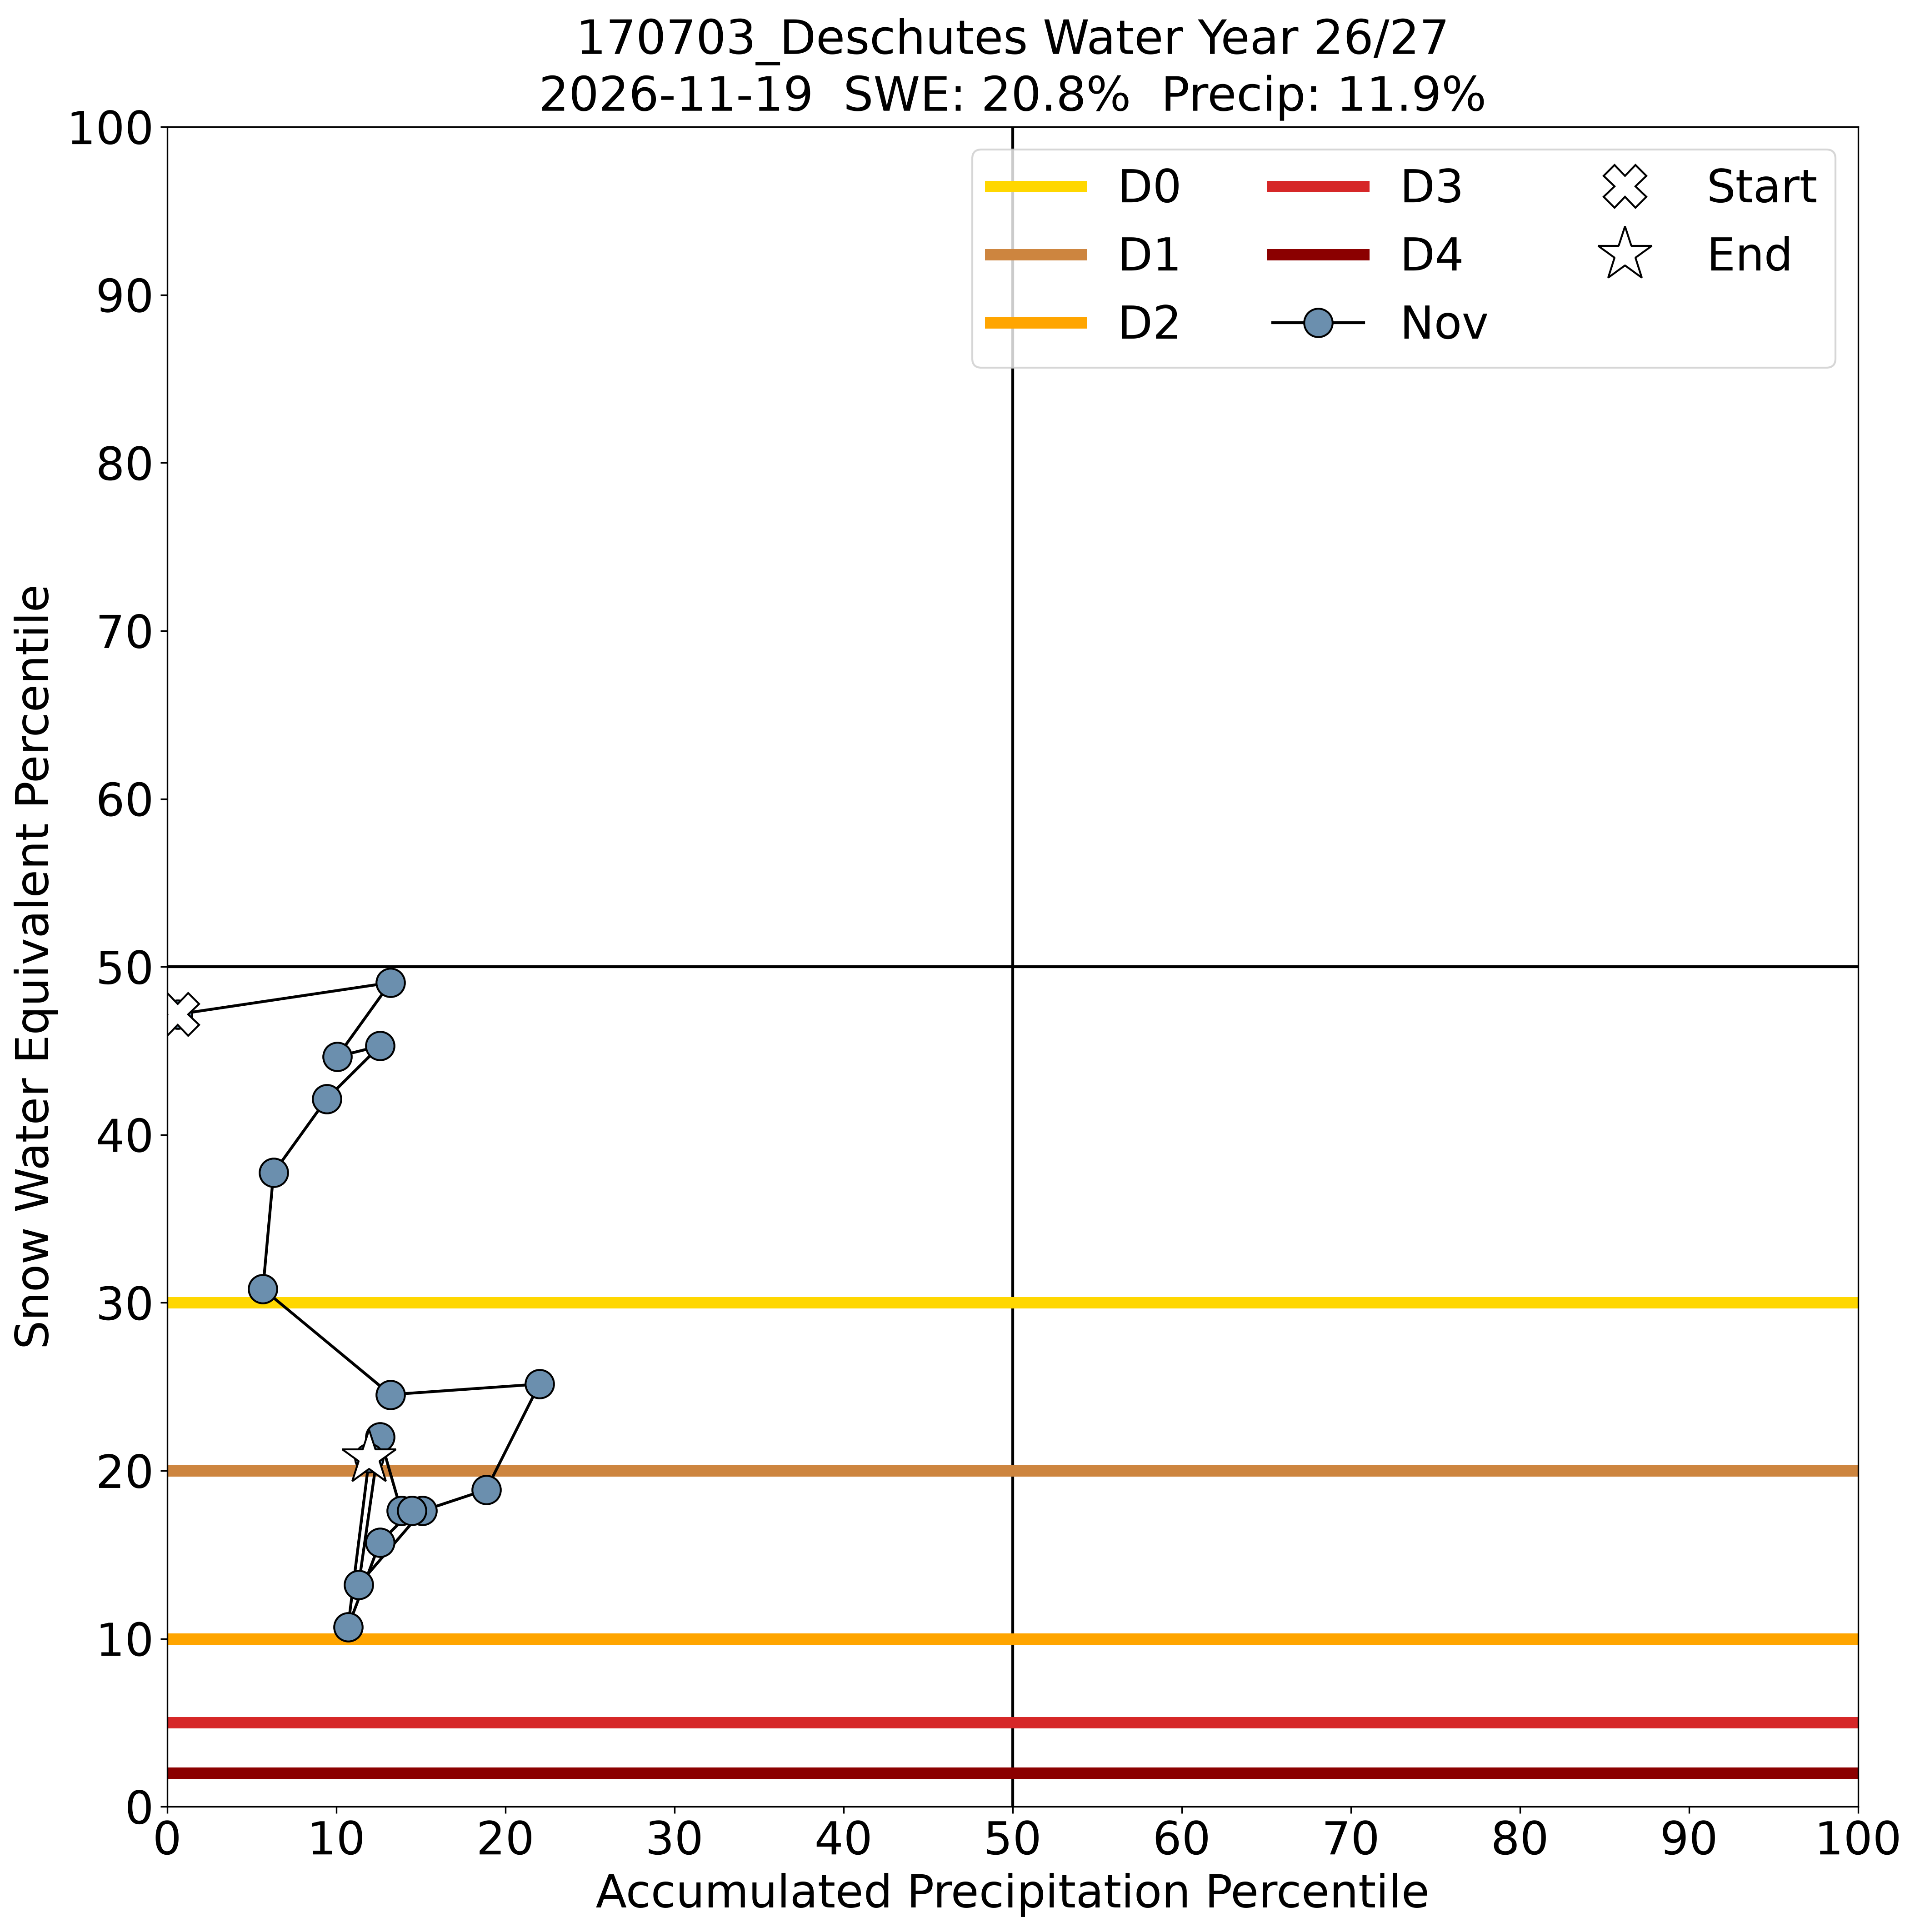 170703_Deschutes Water Year 26/27
2026-11-19 SWE: 20.8% Precip: 11.9%
D0
D1
D2
D3
D4
Nov
Start
End
Snow Water Equivalent Percentile
100
90
80
70
60
50
40
30
20
10
0
0 10 20 30 40 50 60 70 80 90 100
Accumulated Precipitation Percentile